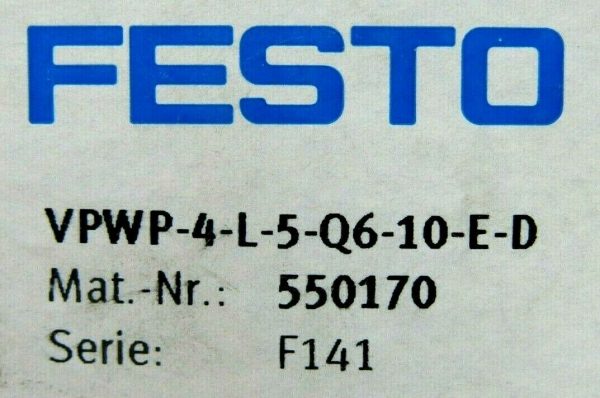 FESTO
VPWP-4-L-5-Q6-10-E-D
Mat.-Nr.: 550170
Serie: F141